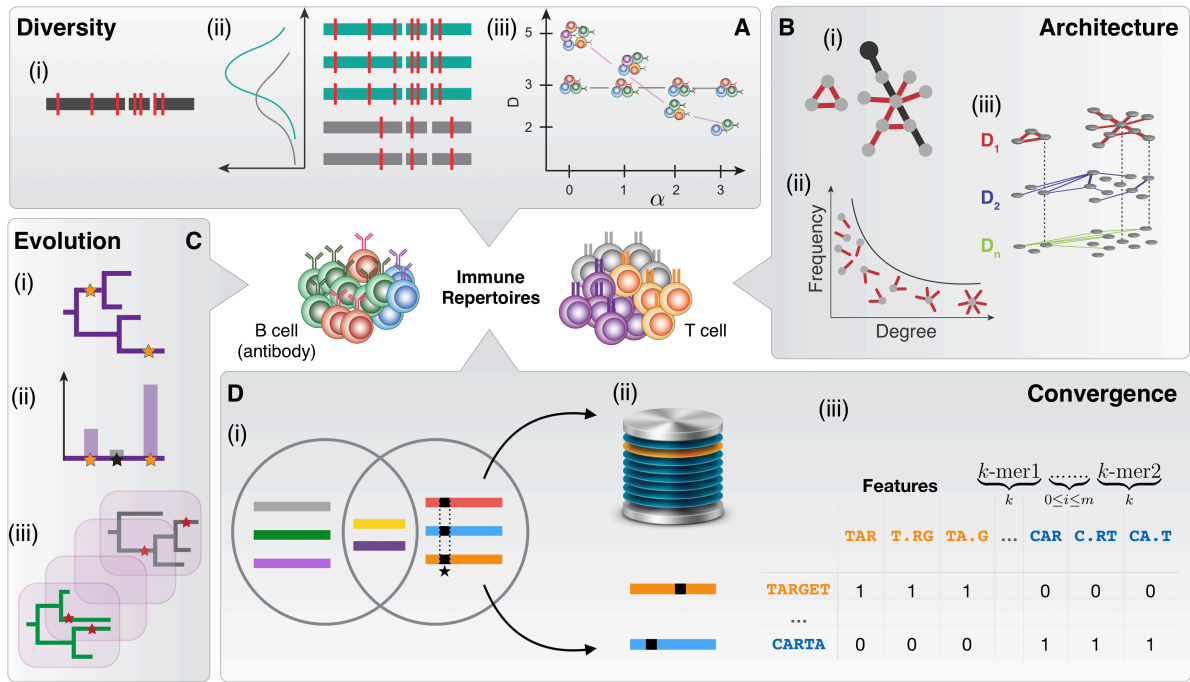 Diversity
(i)
(ii)
(iii)
A
5
3
2
D
0
1
2
3
α
B
Architecture
(i)
(ii)
(iii)
D1
D2
Dn
Frequency
Degree
Evolution
C
(i)
(ii)
(iii)
B cell
(antibody)
Immune
Repertoires
T cell
D
Convergence
(i)
(ii)
(iii)
Features
k-mer1 ....... k-mer2
k 0≤i≤m k
TAR T.RG TA.G ... CAR C.RT CA.T
TARGET 1 1 1 0 0 0
...
CARTA 0 0 0 1 1 1